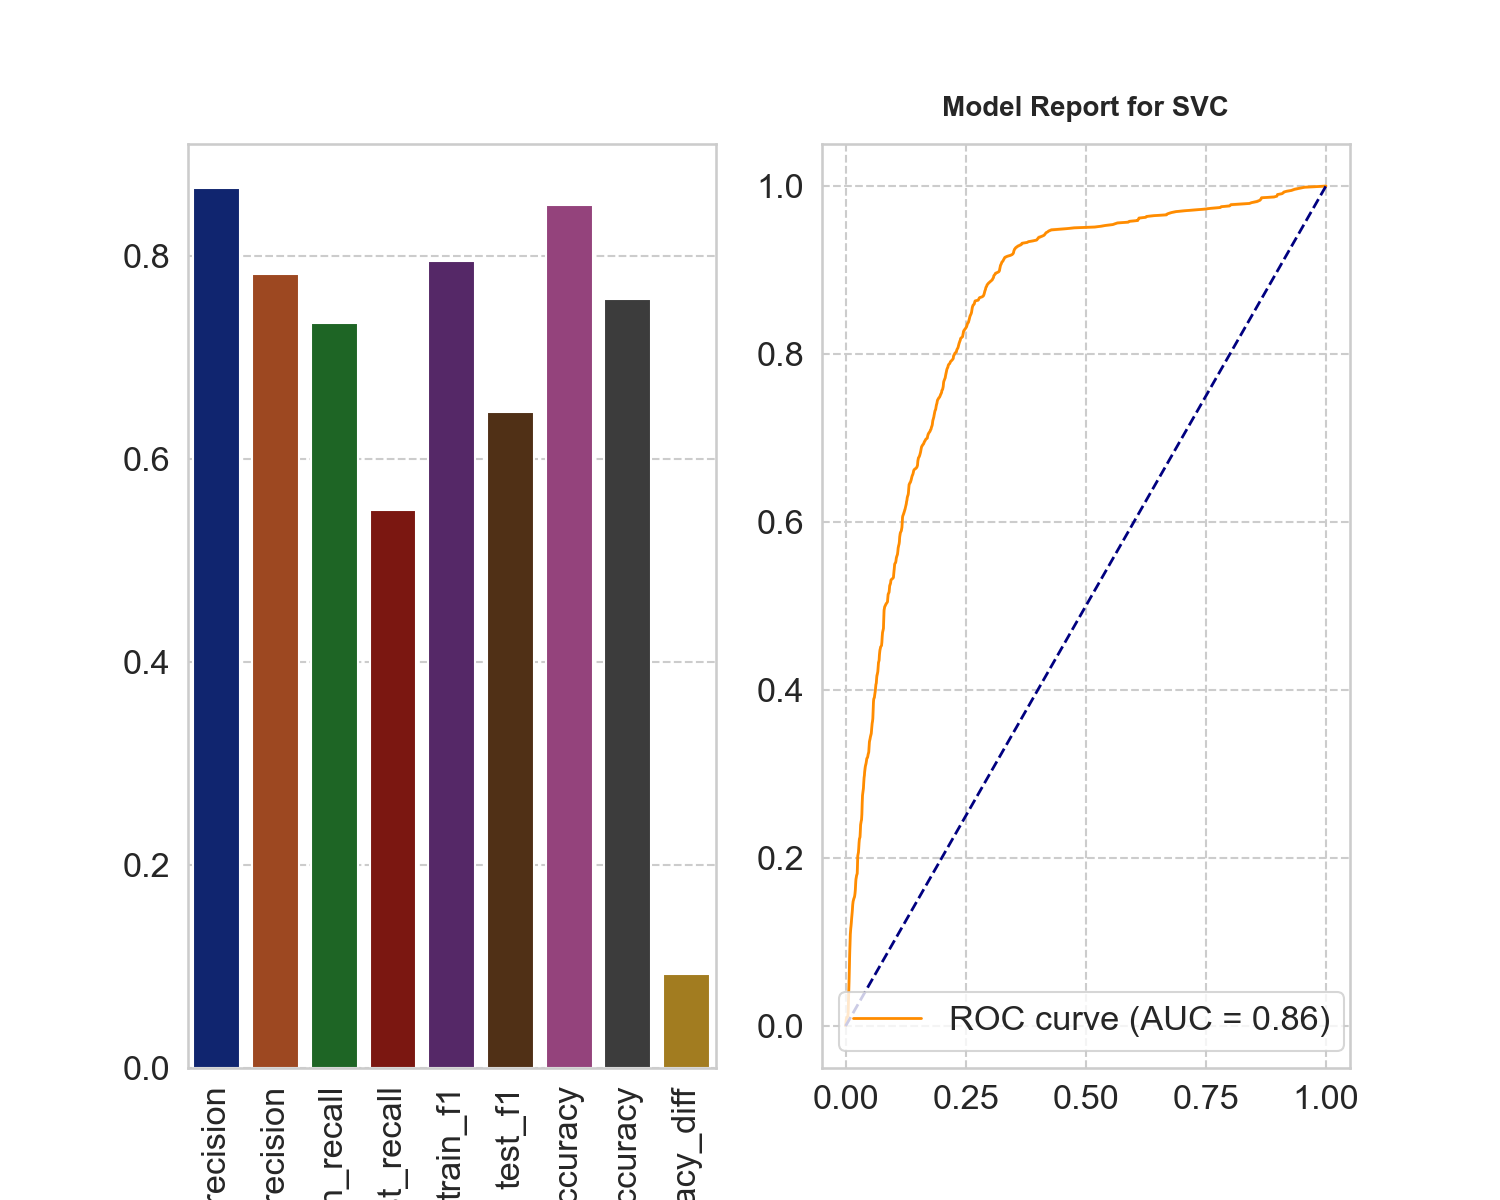 Model Report for SVC
0.8
0.6
0.4
0.2
0.0
recision
recision
n_recall
t_recall
train_f1
test_f1
ccuracy
ccuracy
acy_diff
1.0
0.8
0.6
0.4
0.2
0.0
ROC curve (AUC = 0.86)
0.00 0.25 0.50 0.75 1.00